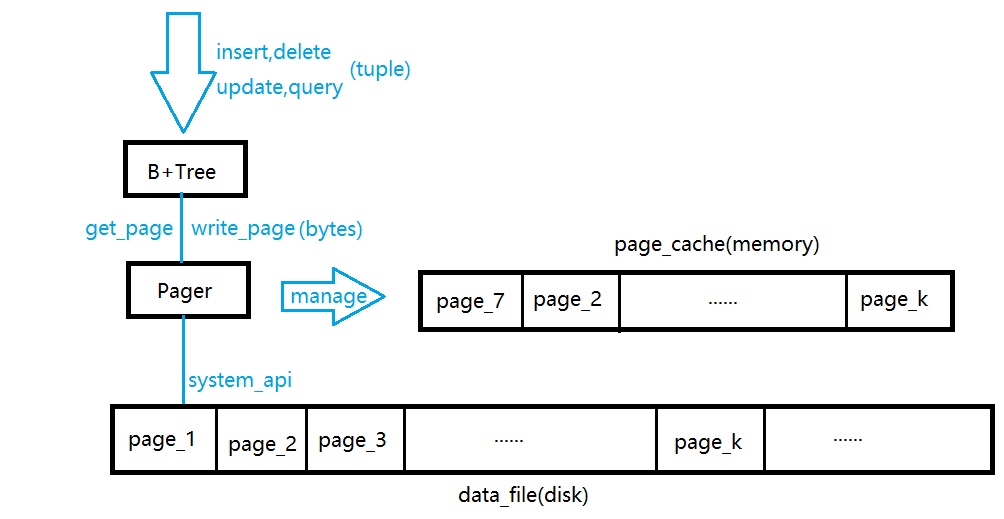 insert,delete
update,query
(tuple)
B+Tree
get_page
write_page (bytes)
page_cache(memory)
Pager
manage
page_7
page_2
......
page_k
system_api
page_1
page_2
page_3
......
page_k
......
data_file(disk)